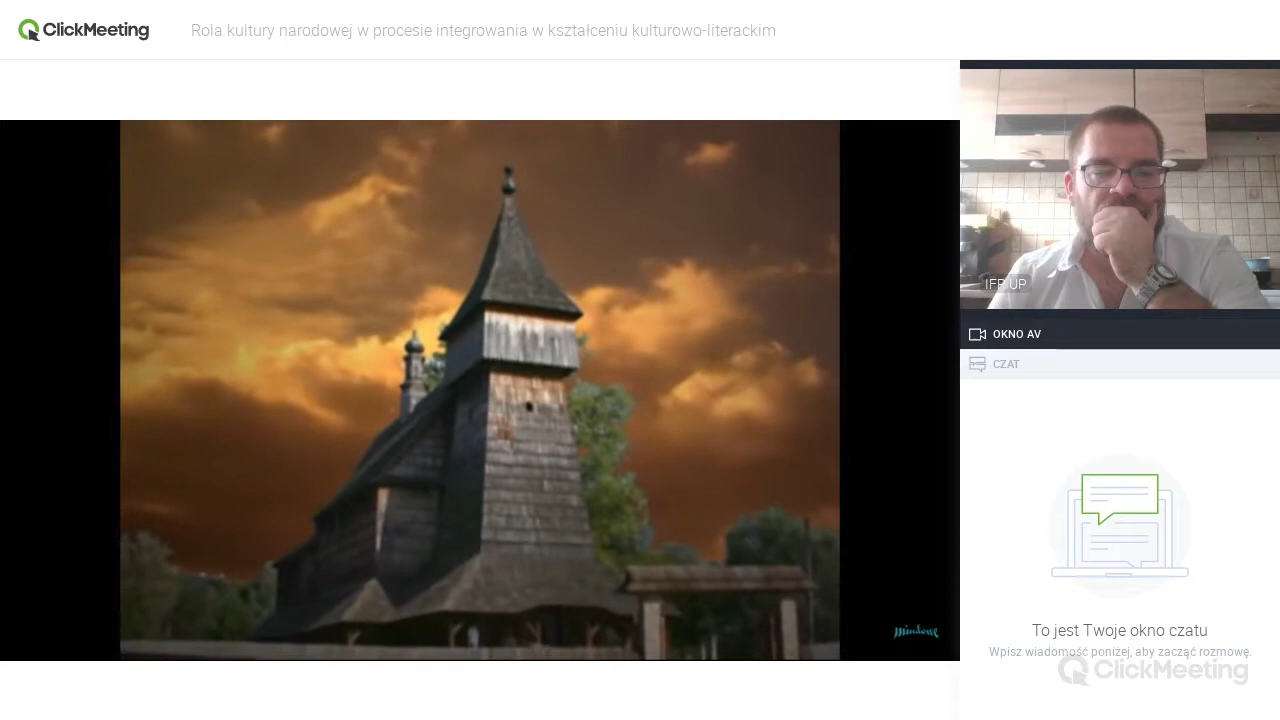 ClickMeeting
Rola kultury narodowej w procesie integrowania w kształceniu kulturowo-literackim
IFP UP
OKNO AV
CZAT
mindowe
To jest Twoje okno czatu
Wpisz wiadomość poniżej, aby zacząć rozmowę.
ClickMeeting